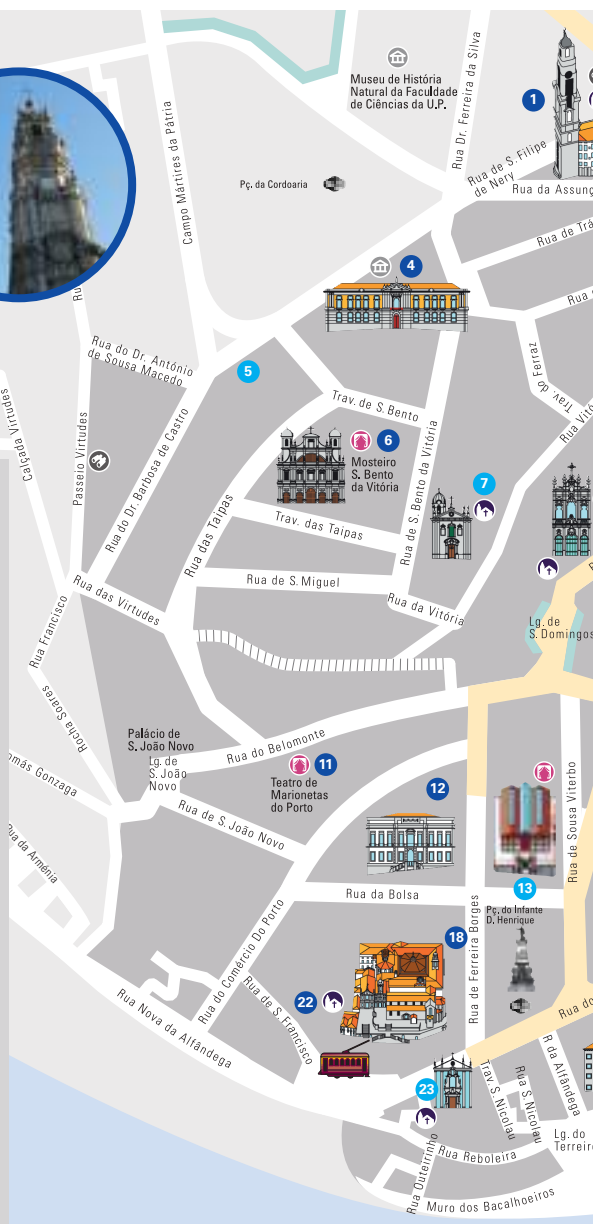 Museu de História
Natural da Faculdade
de Ciências da U.P.
Rua Dr. Ferreira da Silva
1
Campo Mártires da Pátria
Pç. da Cordoaria
Rua de S. Filipe
de Nery
Rua da Assunç
Rua de Trá
4
Rua do Dr. António
de Sousa Macedo
5
Trav. do Ferraz
Trav. de S. Bento
Rua Vitó
Calçada Virtudes
Passeio Virtudes
Rua do Dr. Barbosa de Castro
6
Mosteiro
S. Bento
da Vitória
Rua de S. Bento da Vitória
7
Rua das Taipas
Trav. das Taipas
Rua de S. Miguel
Rua das Virtudes
Rua da Vitória
Rua Francisco
Rocha Soares
Lg. de
S. Domingos
Palácio de
S. João Novo
Lg. de
S. João
Novo
Rua do Belomonte
11
Teatro de
Marionetas
do Porto
omás Gonzaga
Rua de S. João Novo
12
Rua de Sousa Viterbo
Rua da Arménia
Rua da Bolsa
13
Pç. do Infante
D. Henrique
Rua de Ferreira Borges
18
Rua do Comércio Do Porto
Rua de S. Francisco
22
Rua Nova da Alfândega
Rua do
23
Trav. S. Nicolau
Rua S. Nicolau
R da Alfândega
Lg. do
Terreiro
Rua Reboleira
Rua Outeirinho
Muro dos Bacalhoeiros